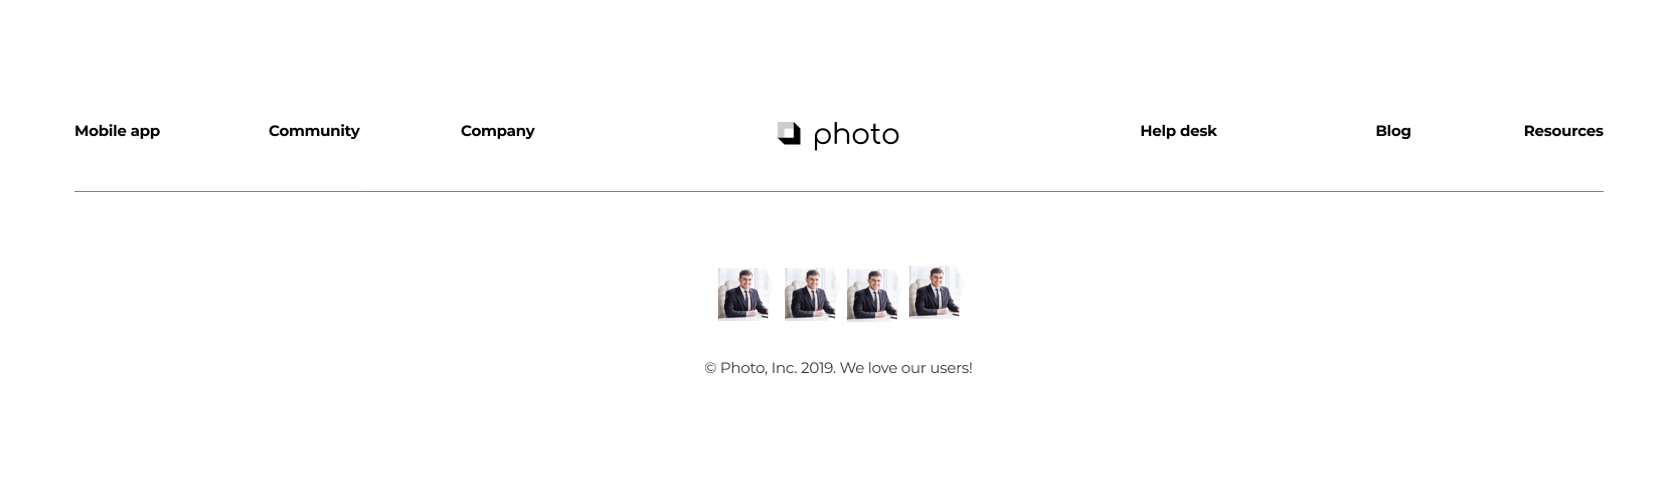 Mobile app Community Company photo Help desk Blog Resources
© Photo, Inc. 2019. We love our users!